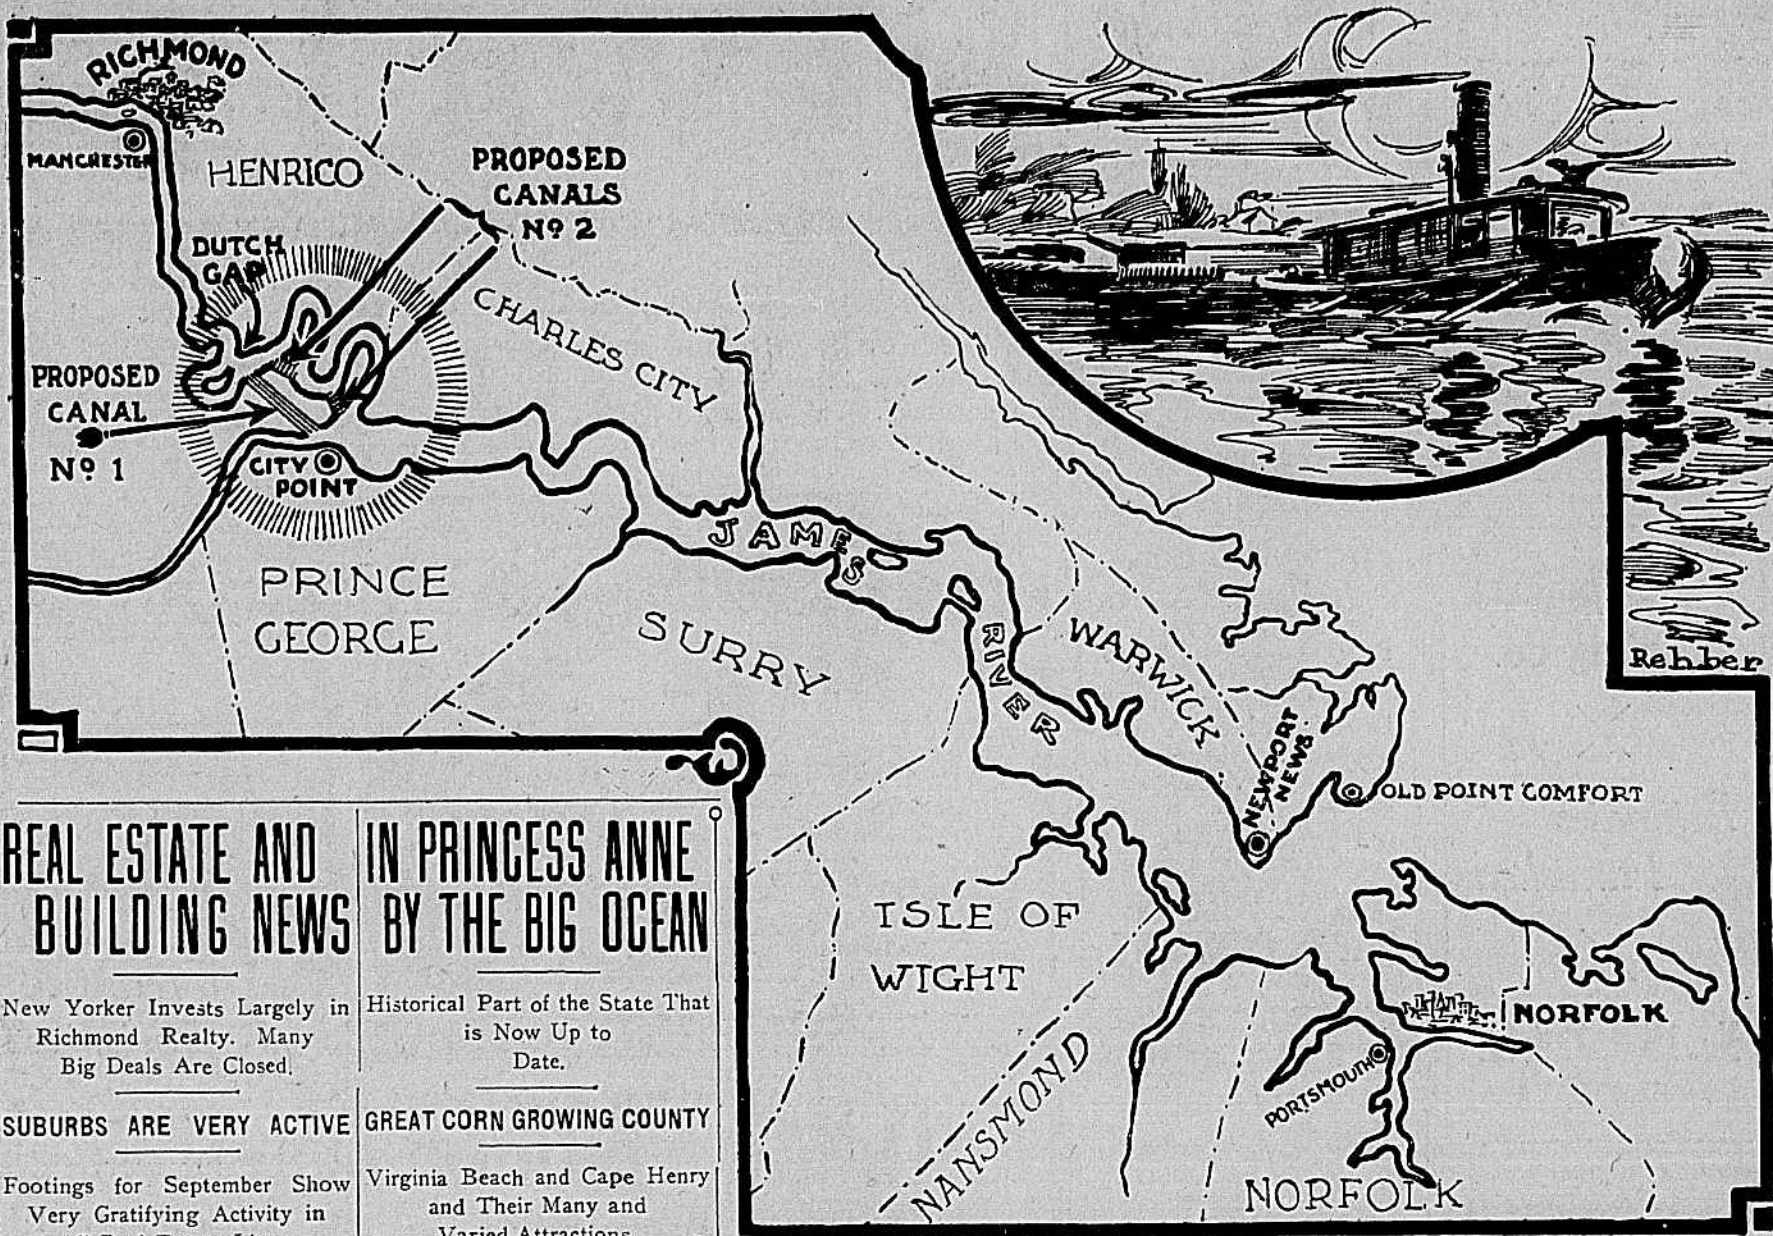 RICHMOND
MANCHESTER
HENRICO
PROPOSED
CANALS
Nº 2
DUTCH
GAP
CHARLES CITY
PROPOSED
CANAL
Nº 1
CITY
POINT
JAMES
RIVER
PRINCE
GEORGE
SURRY
WARWICK
Rehber
NEWPORT
NEWS
OLD POINT COMFORT
ISLE OF
WIGHT
NANSMOND
NORFOLK
PORTSMOUTH
NORFOLK
REAL ESTATE AND
BUILDING NEWS
New Yorker Invests Largely in
Richmond Realty. Many
Big Deals Are Closed.
SUBURBS ARE VERY ACTIVE
Footings for September Show
Very Gratifying Activity in
IN PRINCESS ANNE
BY THE BIG OCEAN
Historical Part of the State That
is Now Up to
Date.
GREAT CORN GROWING COUNTY
Virginia Beach and Cape Henry
and Their Many and
Varied Attractions